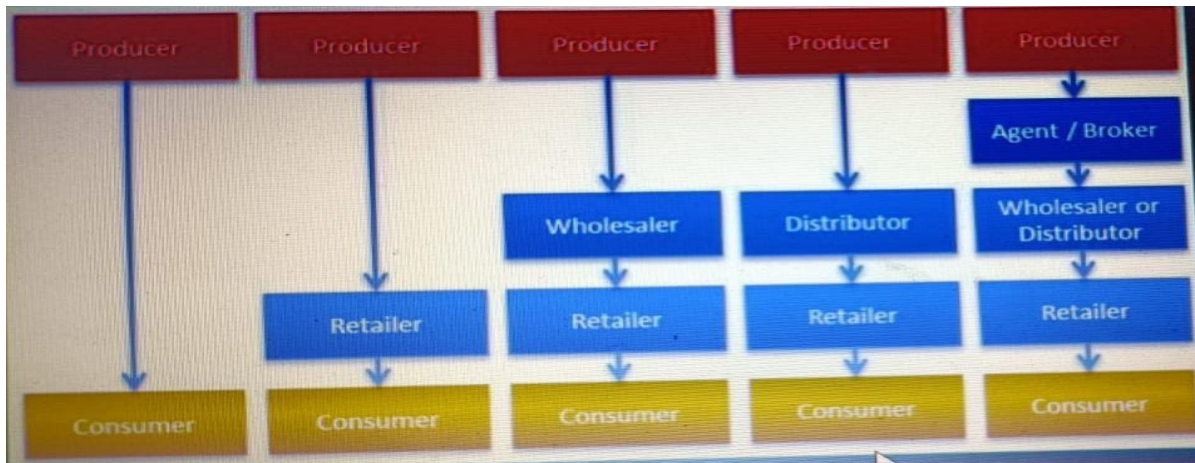 Producer
Producer
Producer
Producer
Producer
Agent / Broker
Wholesaler
Distributor
Wholesaler or
Distributor
Retailer
Retailer
Retailer
Retailer
Consumer
Consumer
Consumer
Consumer
Consumer